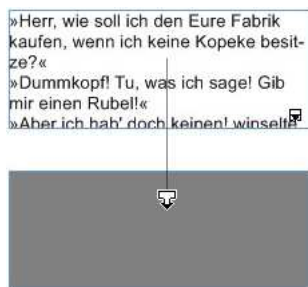 »Herr, wie soll ich den Eure Fabrik
kaufen, wenn ich keine Kopeke besit-
ze?«
»Dummkopf! Tu, was ich sage! Gib
mir einen Rubel!«
»Aber ich hab' doch keinen! winselte